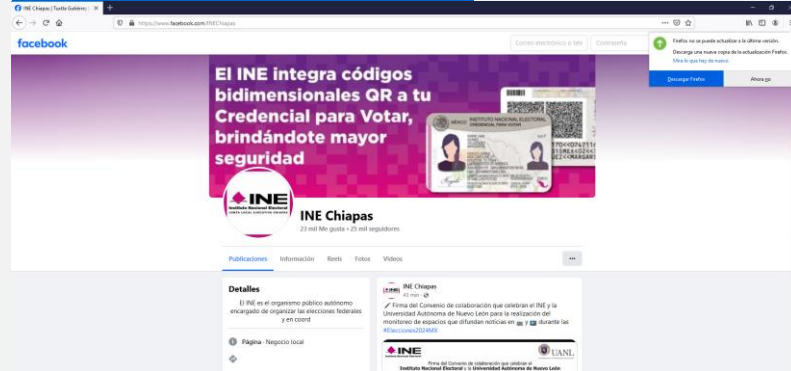 INE Chiapas | Tuxtla Gutiérrez
https://www.facebook.com/INEChiapas
facebook
Correo electrónico o telé
Contraseña
Firefox no se puede actualizar a la última versión.
Descarga una nueva copia de la actualización Firefox.
Mira lo que hay de nuevo.
Descargar Firefox
Ahora no
El INE integra códigos
bidimensionales QR a tu
Credencial para Votar,
brindándote mayor
seguridad
MÉXICO INSTITUTO NACIONAL ELECTORAL
CREDENCIAL PARA VOTAR
INE
Instituto Nacional Electoral
JUNTA LOCAL EJECUTIVA CHIAPAS
INE Chiapas
23 mil Me gusta • 25 mil seguidores
Publicaciones
Información
Reels
Fotos
Videos
Detalles
El INE es el organismo público autónomo
encargado de organizar las elecciones federales
y en coord
Página · Negocio local
INE Chiapas
43 min ·
Firma del Convenio de colaboración que celebran el INE y la
Universidad Autónoma de Nuevo León para la realización del
monitoreo de espacios que difundan noticias en y durante las
#Elecciones2024MX
INE
UANL
Firma del Convenio de colaboración que celebran el
Instituto Nacional Electoral y la Universidad Autónoma de Nuevo León